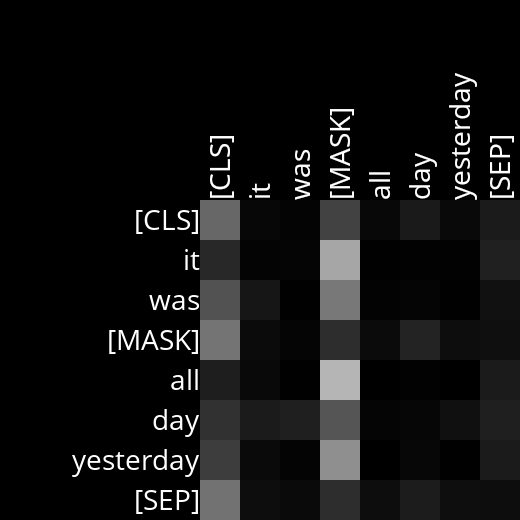 [CLS] it was [MASK] all day yesterday [SEP]
[CLS]
it
was
[MASK]
all
day
yesterday
[SEP]